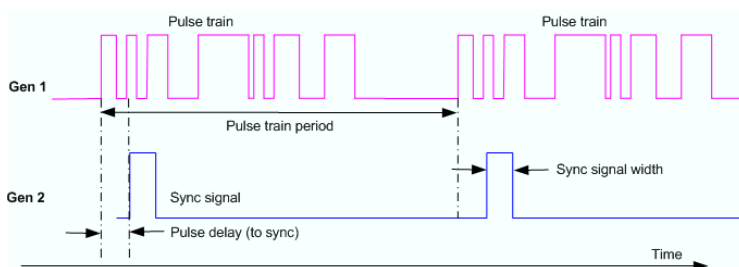 Pulse train
Pulse train
Gen 1
Pulse train period
Sync signal width
Gen 2
Sync signal
Pulse delay (to sync)
Time